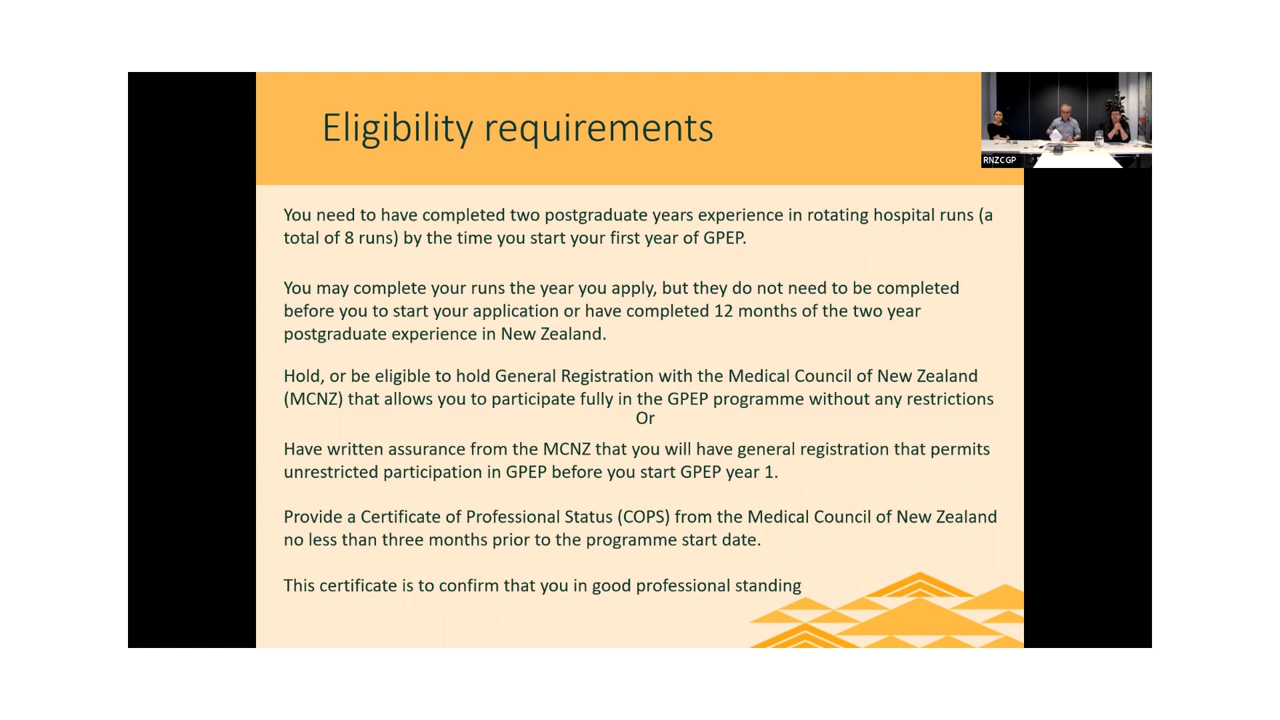 Eligibility requirements
RNZCGP
You need to have completed two postgraduate years experience in rotating hospital runs (a
total of 8 runs) by the time you start your first year of GPEP.
You may complete your runs the year you apply, but they do not need to be completed
before you to start your application or have completed 12 months of the two year
postgraduate experience in New Zealand.
Hold, or be eligible to hold General Registration with the Medical Council of New Zealand
(MCNZ) that allows you to participate fully in the GPEP programme without any restrictions
Or
Have written assurance from the MCNZ that you will have general registration that permits
unrestricted participation in GPEP before you start GPEP year 1.
Provide a Certificate of Professional Status (COPS) from the Medical Council of New Zealand
no less than three months prior to the programme start date.
This certificate is to confirm that you in good professional standing